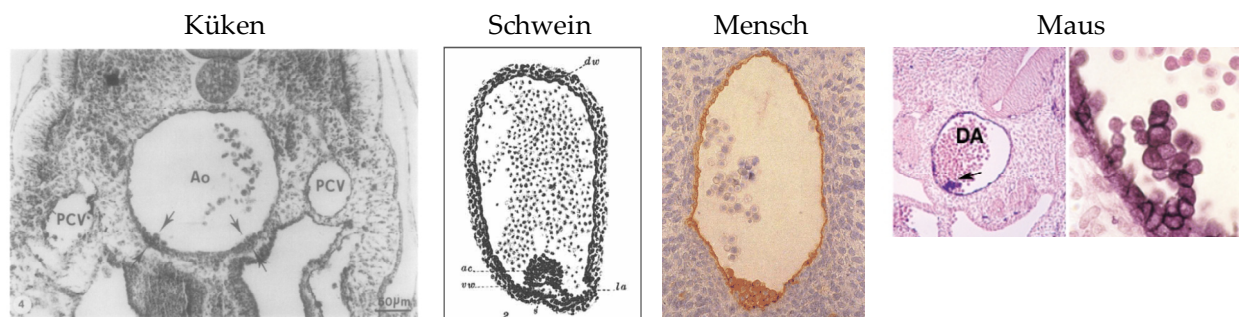 Küken
Schwein
Mensch
Maus
Ao
PCV
PCV
4
50µm
dw
ac.
vw.
la
DA